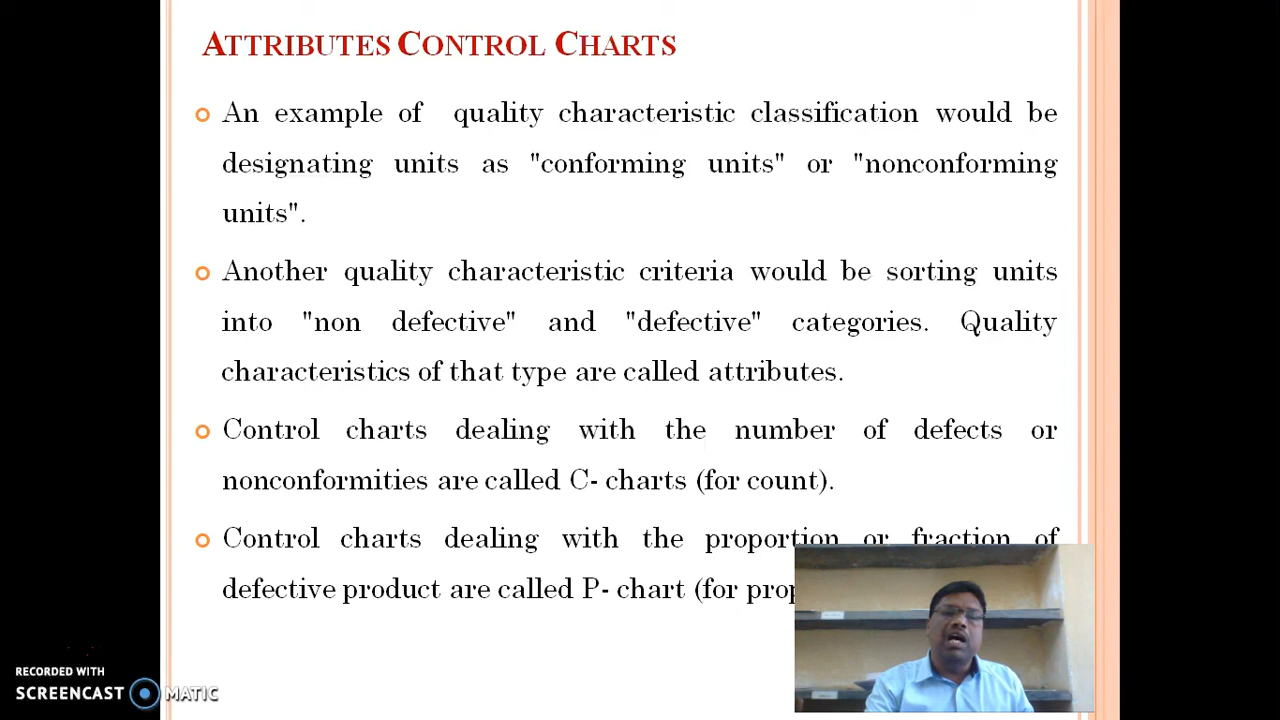 ATTRIBUTES CONTROL CHARTS
An example of quality characteristic classification would be
designating units as "conforming units" or "nonconforming
units".
Another quality characteristic criteria would be sorting units
into "non defective" and "defective" categories. Quality
characteristics of that type are called attributes.
Control charts dealing with the number of defects or
nonconformities are called C- charts (for count).
Control charts dealing with the proportion or fraction of
defective product are called P- chart (for
RECORDED WITH
SCREENCAST MATIC